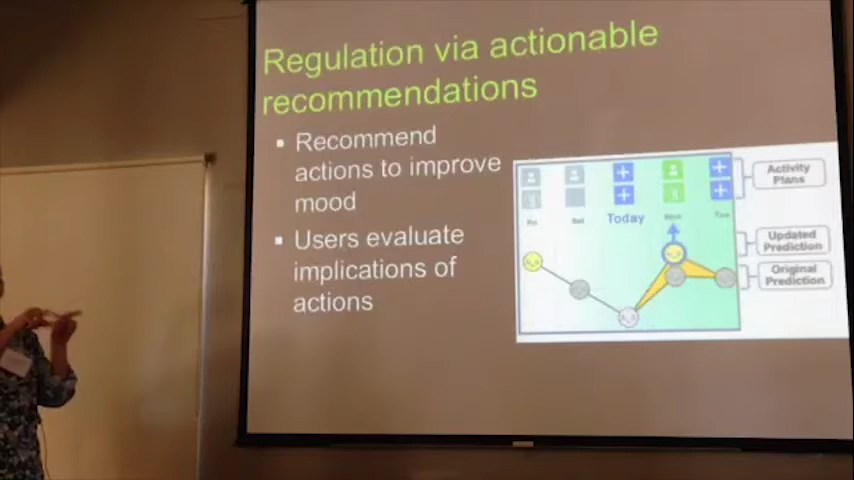 Regulation via actionable
recommendations
Recommend
actions to improve
mood
Users evaluate
implications of
actions
Today
Activity
Plans
Updated
Prediction
Original
Prediction